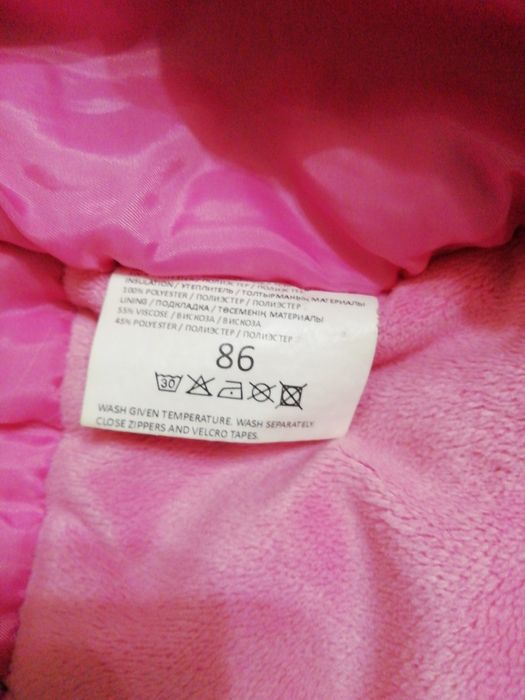 INSULATION / УТЕПЛИТЕЛЬ / ТОЛТЫРМАНЫҢ МАТЕРИАЛЫ
100% POLYESTER / ПОЛИЭСТЕР / ПОЛИЭСТЕР
LINING / ПОДКЛАДКА / ТӨСЕМЕНІҢ МАТЕРИАЛЫ
55% VISCOSE / ВИСКОЗА / ВИСКОЗА
45% POLYESTER / ПОЛИЭСТЕР / ПОЛИЭСТЕР
86
30
WASH GIVEN TEMPERATURE. WASH SEPARATELY.
CLOSE ZIPPERS AND VELCRO TAPES.